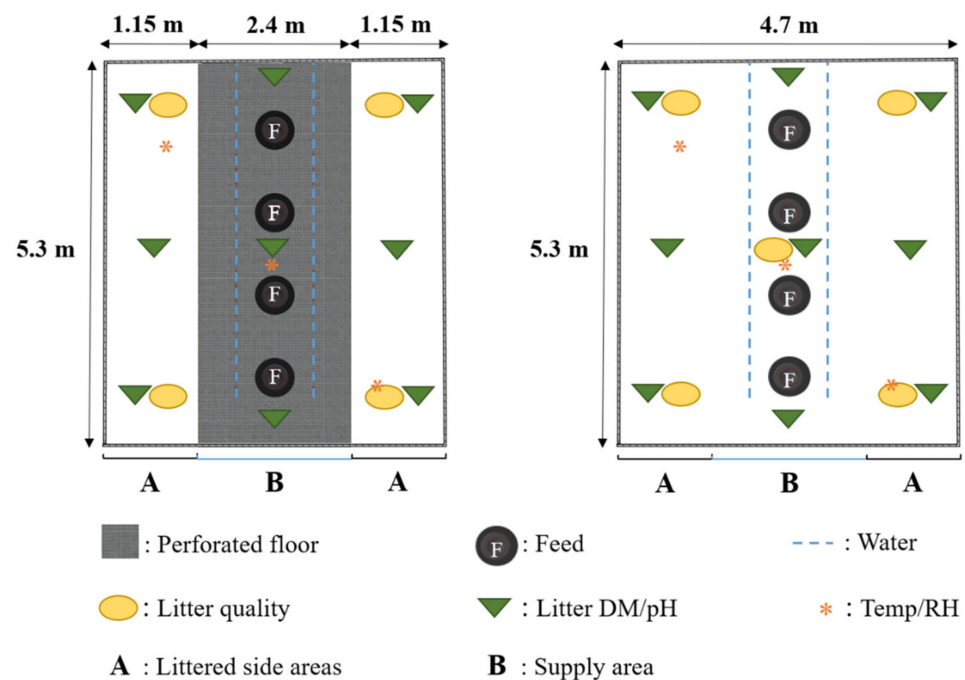 1.15 m 2.4 m 1.15 m 4.7 m
F F
F F
5.3 m 5.3 m
F F
F F
A B A A B A
: Perforated floor F : Feed : Water
: Litter quality : Litter DM/pH * : Temp/RH
A : Littered side areas B : Supply area